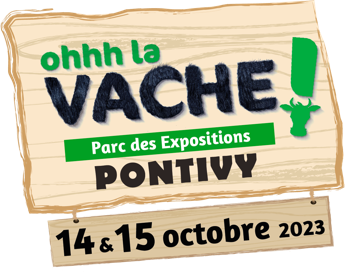 ohhh la
VACHE!
Parc des Expositions
PONTIVY
14 & 15 octobre 2023